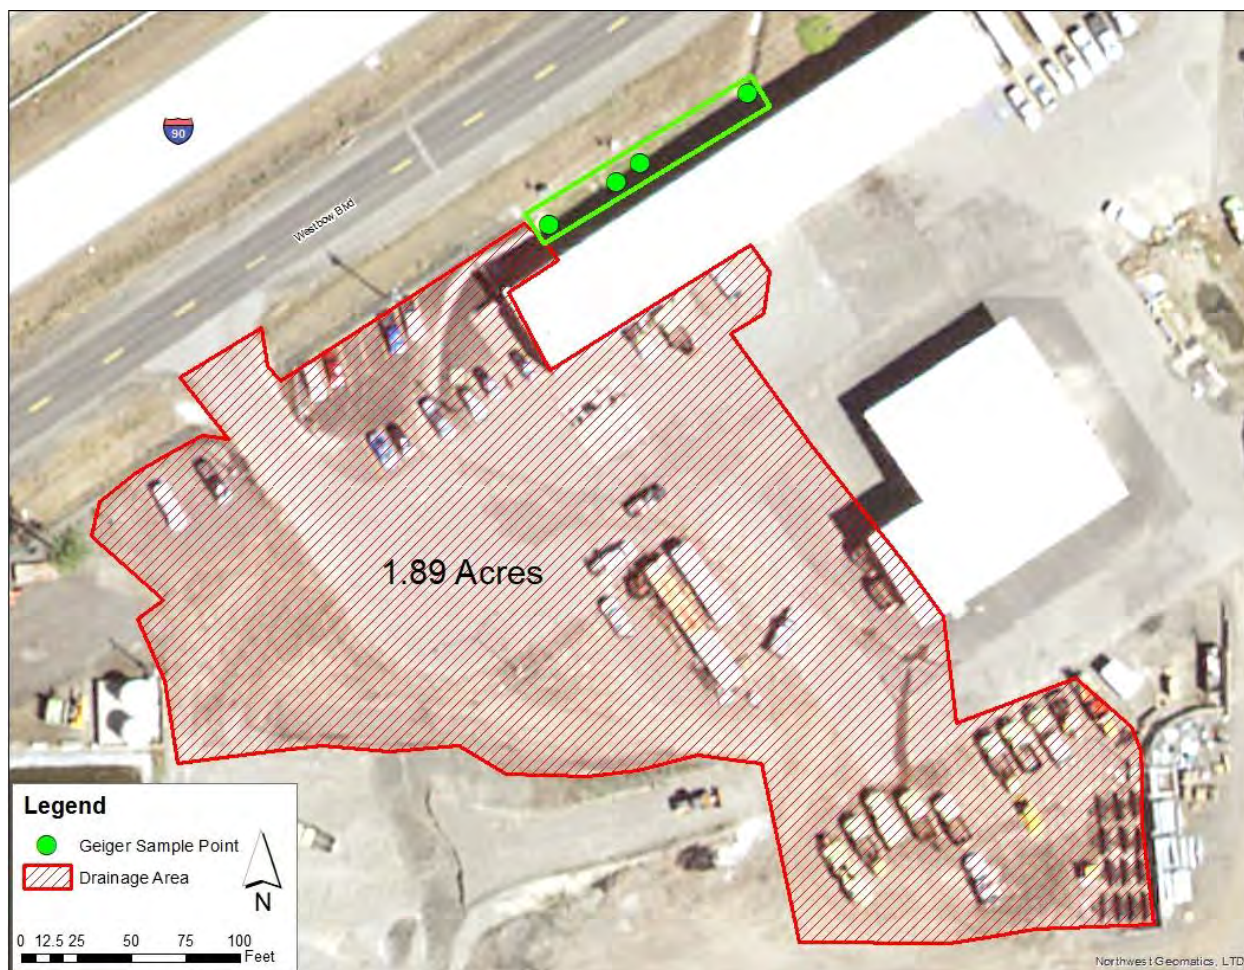 90
Westbow Blvd
1.89 Acres
Legend
Geiger Sample Point
Drainage Area
N
0 12.5 25 50 75 100
Feet
Northwest Geomatics, LTD